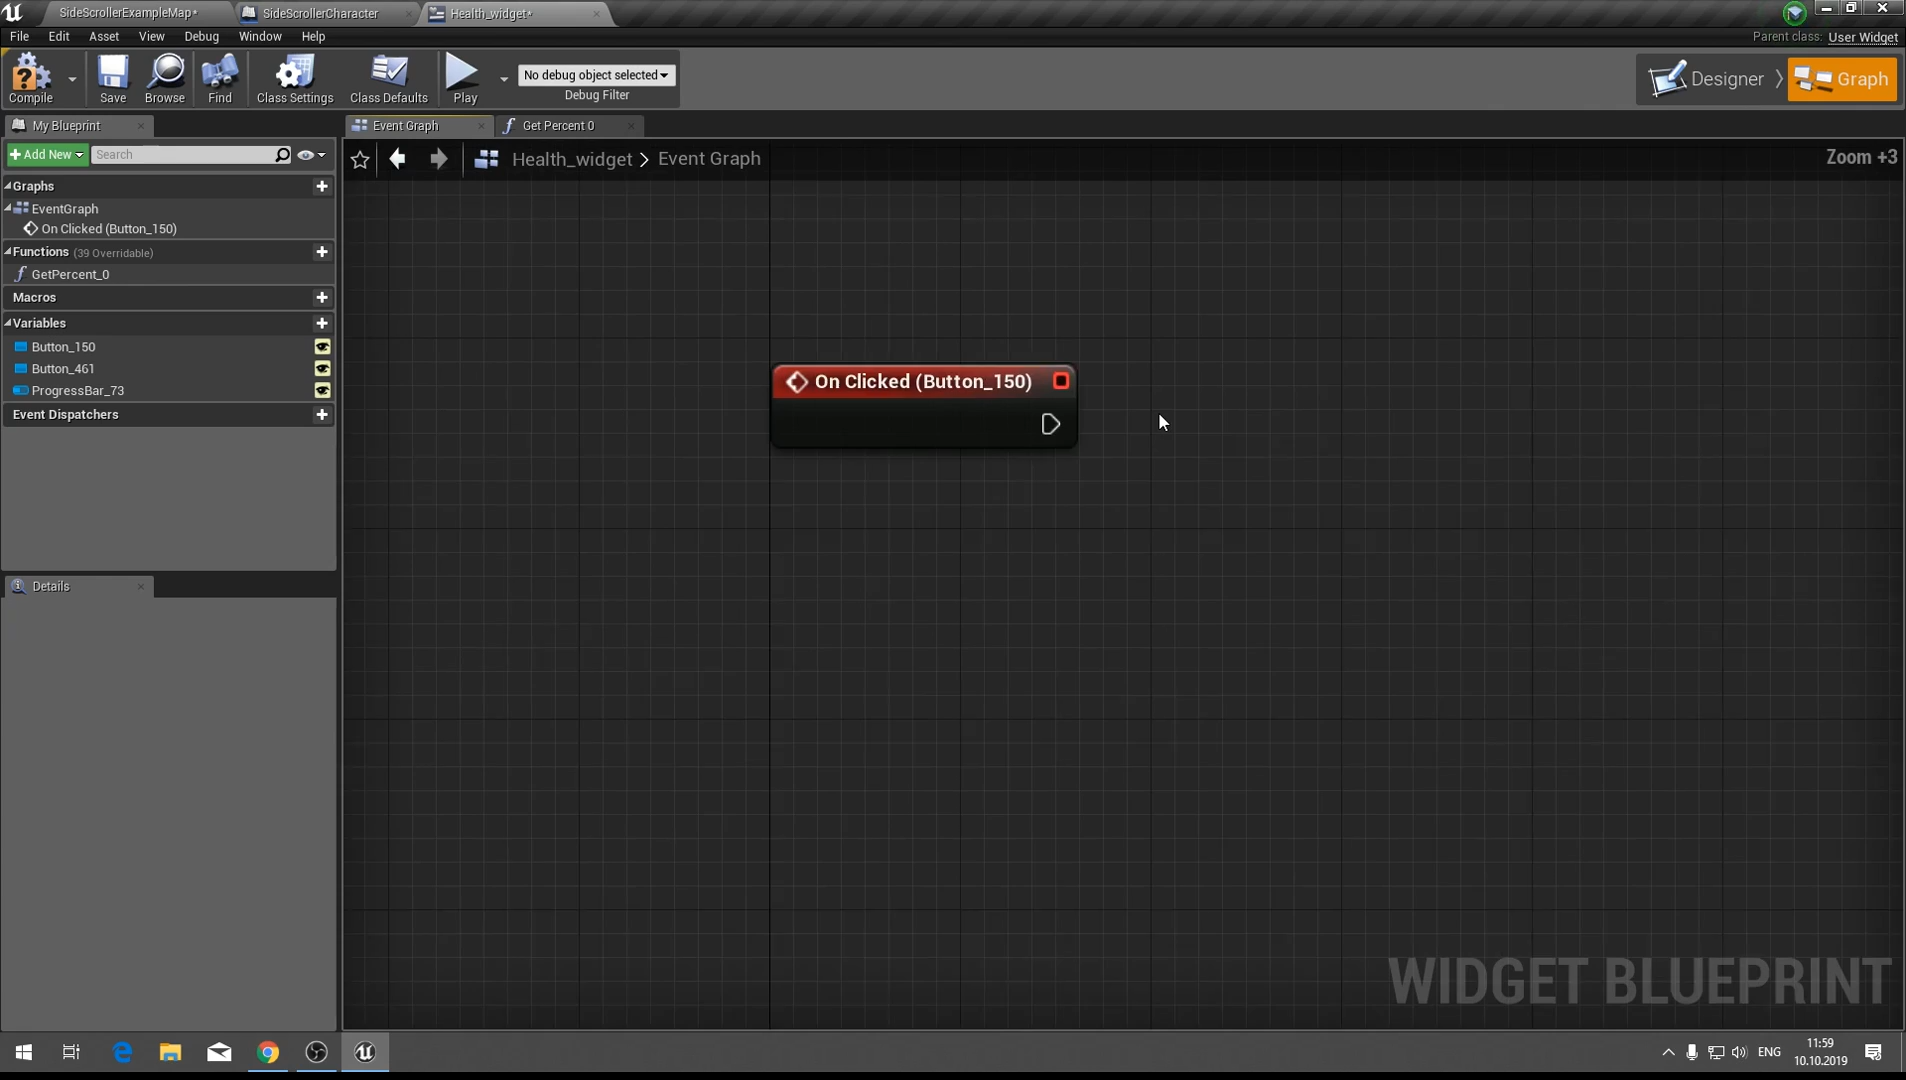 SideScrollerExampleMap*
SideScrollerCharacter
Health_widget*
File Edit Asset View Debug Window Help
Parent class: User Widget
Compile
Save
Browse
Find
Class Settings
Class Defaults
Play
No debug object selected
Debug Filter
Designer
Graph
My Blueprint
Event Graph
Get Percent 0
Add New
Search
Health_widget > Event Graph
Zoom +3
Graphs
EventGraph
On Clicked (Button_150)
Functions (39 Overridable)
GetPercent_0
Macros
Variables
Button_150
Button_461
ProgressBar_73
Event Dispatchers
On Clicked (Button_150)
Details
WIDGET BLUEPRINT
ENG
11:59
10.10.2019